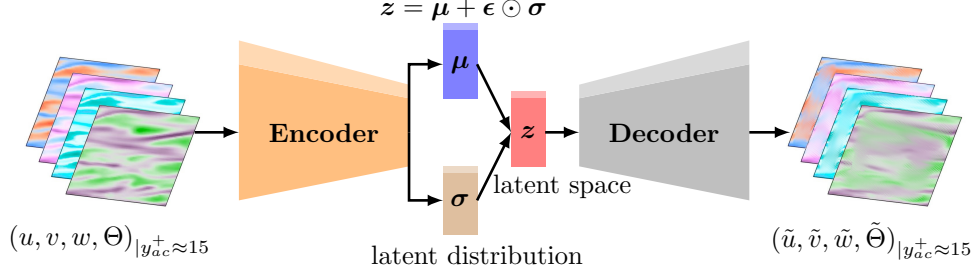 z = μ + ϵ ⊙ σ
μ
Encoder
z
Decoder
σ
latent space
(u, v, w, Θ)|y⁺ₐc≈15
latent distribution
(ũ, ṽ, w̃, Θ̃)|y⁺ₐc≈15